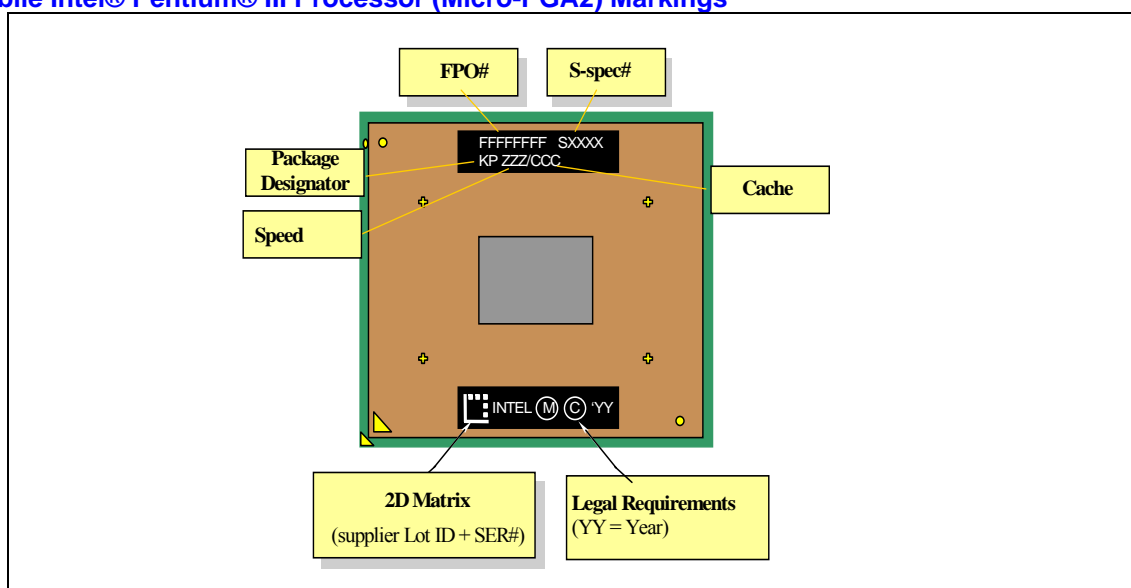 Intel® Pentium® III Processor (Micro-PGA2) Markings
FPO#
S-spec#
FFFFFFFF SXXXX
KP ZZZ/CCC
Package
Designator
Cache
Speed
INTEL M C 'YY
2D Matrix
(supplier Lot ID + SER#)
Legal Requirements
(YY = Year)